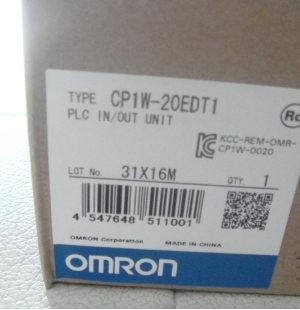 TYPE CP1W-20EDT1
PLC IN/OUT UNIT
KCC-REM-OMR-
CP1W-0020
LOT No. 31X16M QTY. 1
4 547648 511001
OMRON Corporation MADE IN CHINA
OMRON